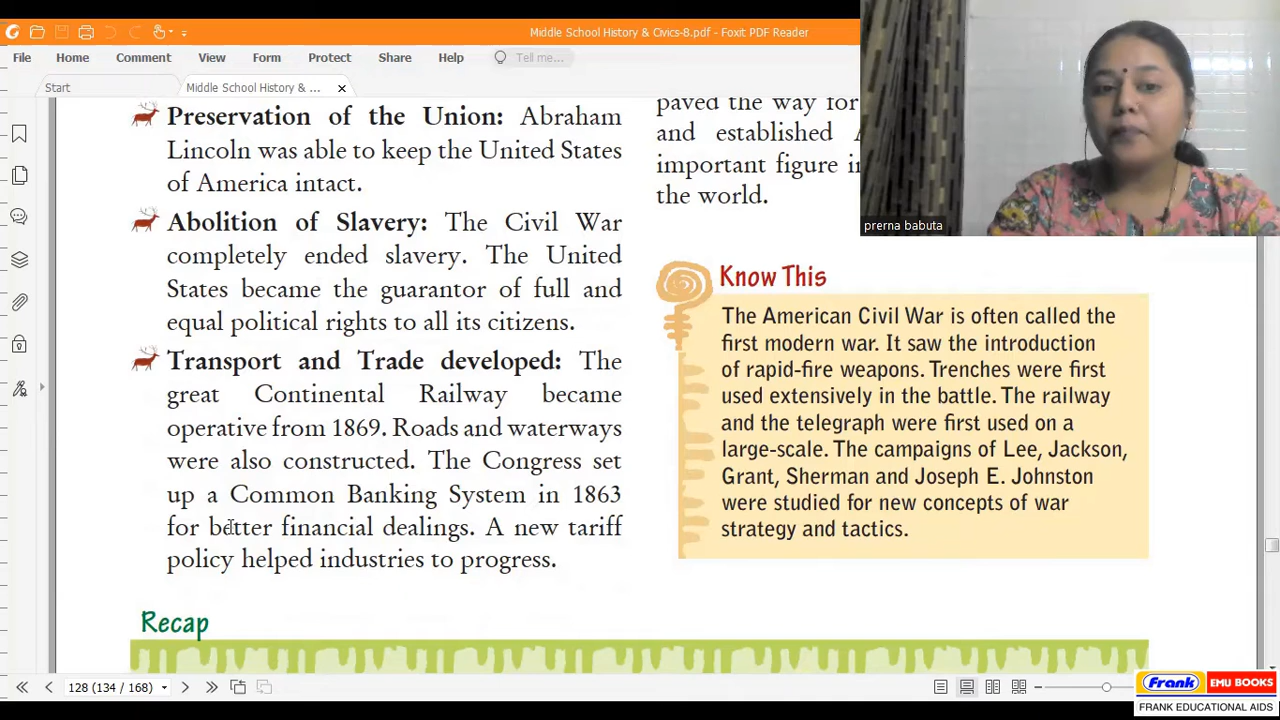 Middle School History & Civics-8.pdf - Foxit PDF Reader
File Home Comment View Form Protect Share Help Tell me...
Start Middle School History & ...
Preservation of the Union: Abraham
Lincoln was able to keep the United States
of America intact.
Abolition of Slavery: The Civil War
completely ended slavery. The United
States became the guarantor of full and
equal political rights to all its citizens.
Transport and Trade developed: The
great Continental Railway became
operative from 1869. Roads and waterways
were also constructed. The Congress set
up a Common Banking System in 1863
for better financial dealings. A new tariff
policy helped industries to progress.
paved the way for
and established
important figure in
the world.
prerna babuta
Know This
The American Civil War is often called the
first modern war. It saw the introduction
of rapid-fire weapons. Trenches were first
used extensively in the battle. The railway
and the telegraph were first used on a
large-scale. The campaigns of Lee, Jackson,
Grant, Sherman and Joseph E. Johnston
were studied for new concepts of war
strategy and tactics.
Recap
128 (134 / 168)
Frank EMU BOOKS
FRANK EDUCATIONAL AIDS